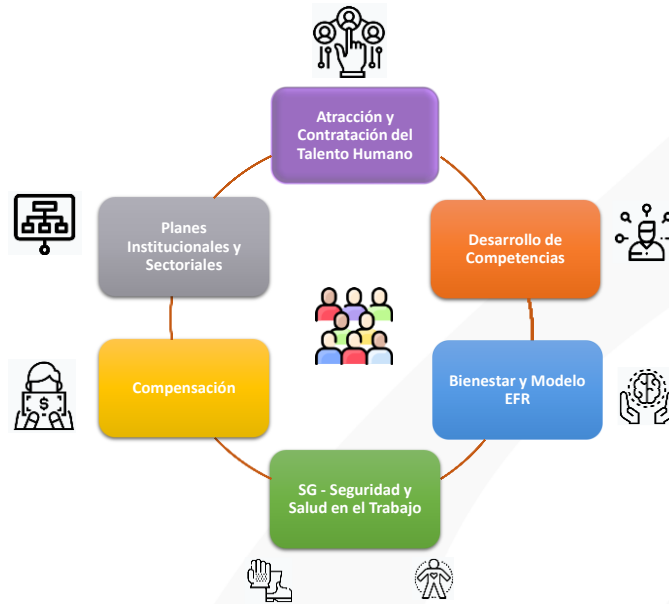 Atracción y
Contratación del
Talento Humano
Planes
Institucionales y
Sectoriales
Desarrollo de
Competencias
Compensación
$
Bienestar y Modelo
EFR
SG - Seguridad y
Salud en el Trabajo